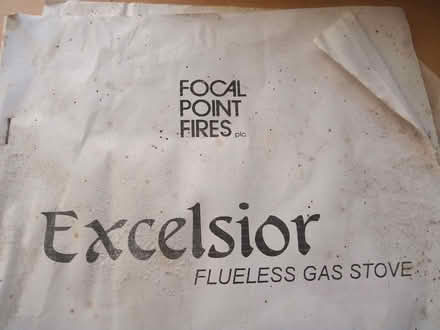 FOCAL
POINT
FIRES plc.
Excelsior
FLUELESS GAS STOVE